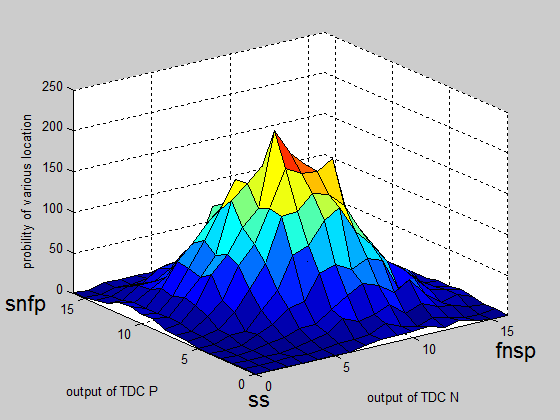 250
200
150
100
50
0
probility of various location
snfp
15
10
5
0
output of TDC P
ss
0
5
10
15
fnsp
output of TDC N